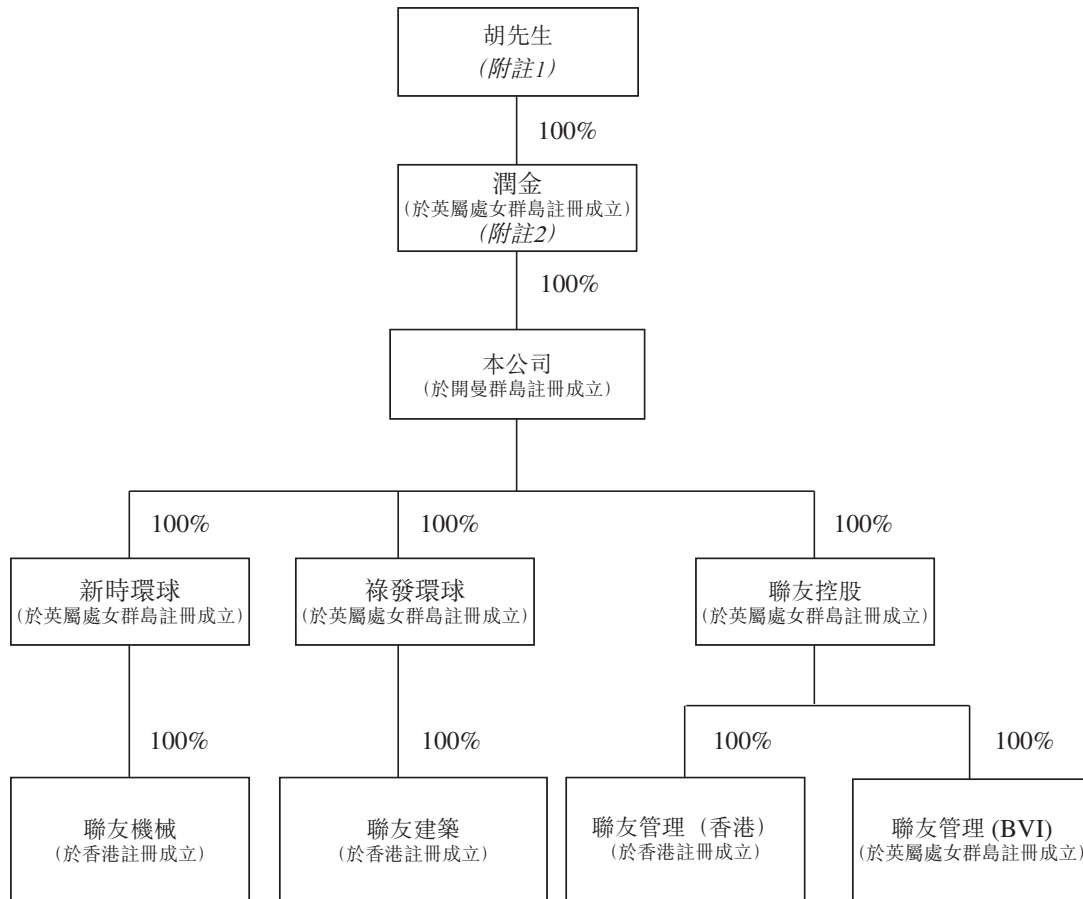 胡先生
(附註1)
100%
潤金
(於英屬處女群島註冊成立)
(附註2)
100%
本公司
(於開曼群島註冊成立)
100%
100%
100%
新時環球
(於英屬處女群島註冊成立)
祿發環球
(於英屬處女群島註冊成立)
聯友控股
(於英屬處女群島註冊成立)
100%
100%
100%
100%
聯友機械
(於香港註冊成立)
聯友建築
(於香港註冊成立)
聯友管理(香港)
(於香港註冊成立)
聯友管理 (BVI)
(於英屬處女群島註冊成立)